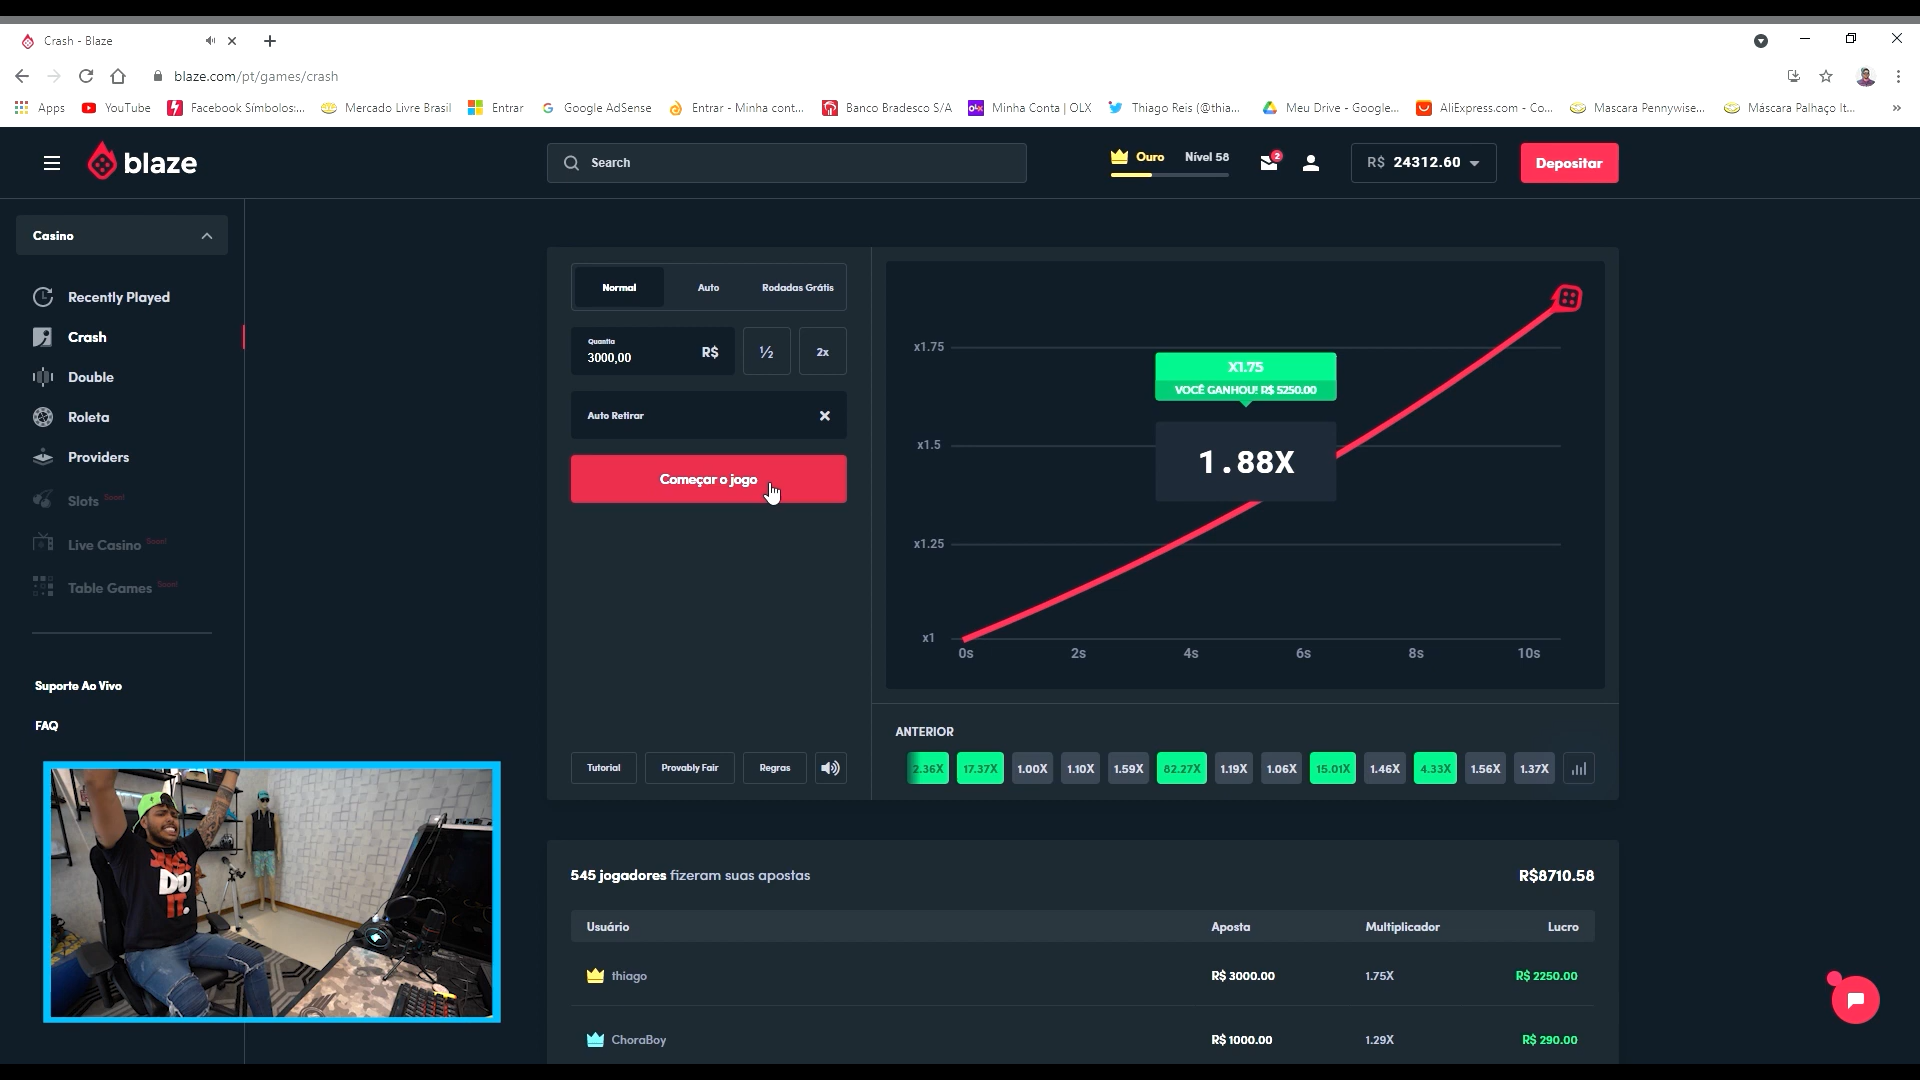 Crash - Blaze
blaze.com/pt/games/crash
Apps
YouTube
Facebook Símbolos:...
Mercado Livre Brasil
Entrar
Google AdSense
Entrar - Minha cont...
Banco Bradesco S/A
Minha Conta | OLX
Thiago Reis (@thia...
Meu Drive - Google...
AliExpress.com - Co...
Mascara Pennywise...
Máscara Palhaço It...
blaze
Search
Ouro
Nível 58
2
R$ 24312.60
Depositar
Casino
Recently Played
Crash
Double
Roleta
Providers
Slots Soon!
Live Casino Soon!
Table Games Soon!
Suporte Ao Vivo
FAQ
Normal
Auto
Rodadas Grátis
Quantia
3000,00
R$
½
2x
Auto Retirar
Começar o jogo
Tutorial
Provably Fair
Regras
x1.75
x1.5
x1.25
x1
X1.75
VOCÊ GANHOU! R$ 5250.00
1.88X
0s
2s
4s
6s
8s
10s
ANTERIOR
2.36X
17.37X
1.00X
1.10X
1.59X
82.27X
1.19X
1.06X
15.01X
1.46X
4.33X
1.56X
1.37X
545 jogadores fizeram suas apostas
R$8710.58
Usuário
Aposta
Multiplicador
Lucro
thiago
R$ 3000.00
1.75X
R$ 2250.00
ChoraBoy
R$ 1000.00
1.29X
R$ 290.00
DO
IT.